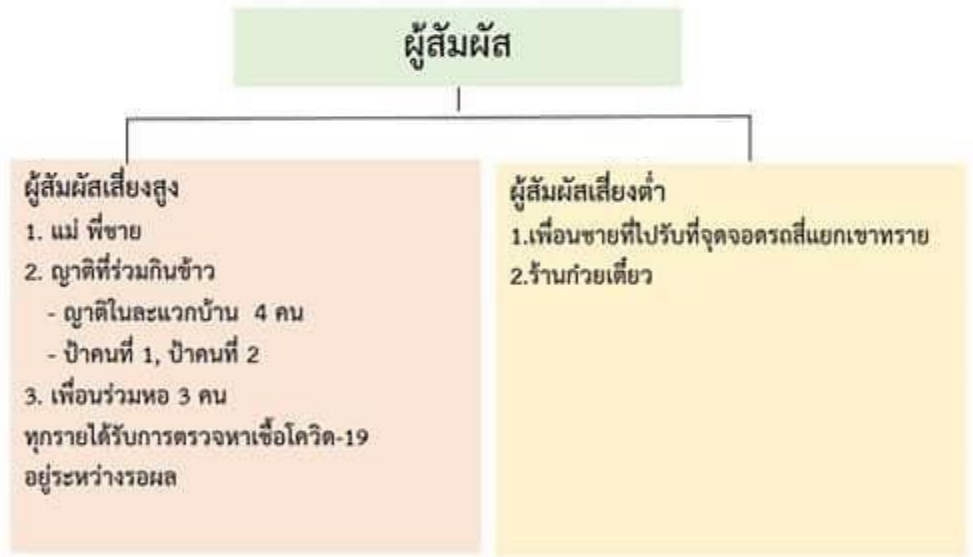 ผู้สัมผัส
ผู้สัมผัสเสี่ยงสูง
1. แม่ พี่ชาย
2. ญาติที่ร่วมกินข้าว
- ญาติในละแวกบ้าน 4 คน
- ป้าคนที่ 1, ป้าคนที่ 2
3. เพื่อนร่วมหอ 3 คน
ทุกรายได้รับการตรวจหาเชื้อโควิด-19
อยู่ระหว่างรอผล
ผู้สัมผัสเสี่ยงต่ำ
1.เพื่อนชายที่ไปรับที่จุดจอดรถสี่แยกเขาทราย
2.ร้านก๋วยเตี๋ยว